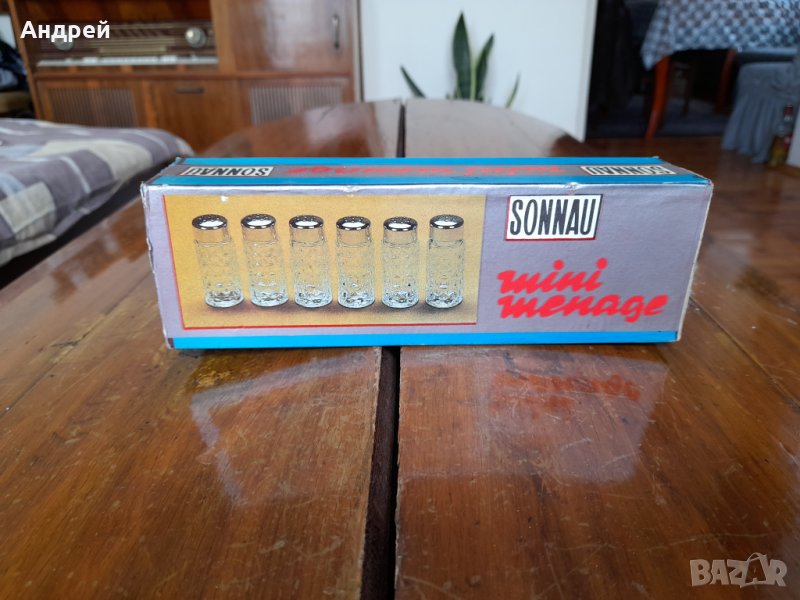 Андрей
SONNAU
SONNAU
SONNAU
mini
menage
BAZAR